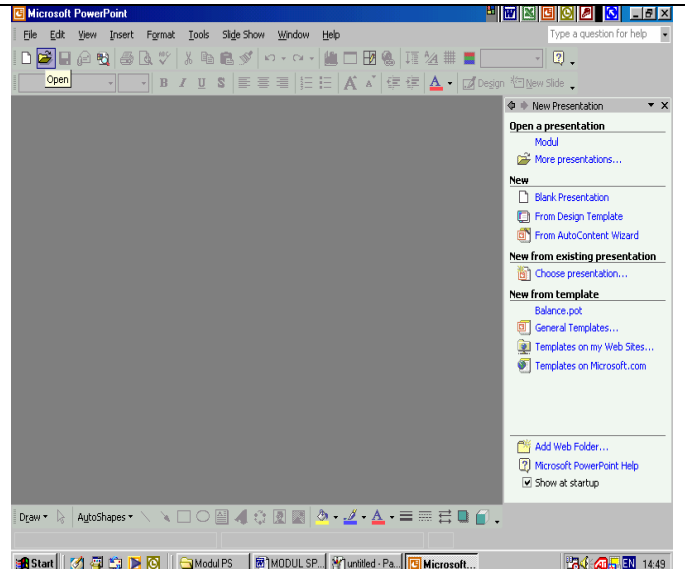 Microsoft PowerPoint
File Edit View Insert Format Tools Slide Show Window Help Type a question for help
B I U S A A A Design New Slide
Open
New Presentation
Open a presentation
Modul
More presentations...
New
Blank Presentation
From Design Template
From AutoContent Wizard
New from existing presentation
Choose presentation...
New from template
Balance.pot
General Templates...
Templates on my Web Sites...
Templates on Microsoft.com
Add Web Folder...
Microsoft PowerPoint Help
Show at startup
Draw AutoShapes A
Start Modul PS MODUL SP... untitled - Pa... Microsoft... EN 14:49